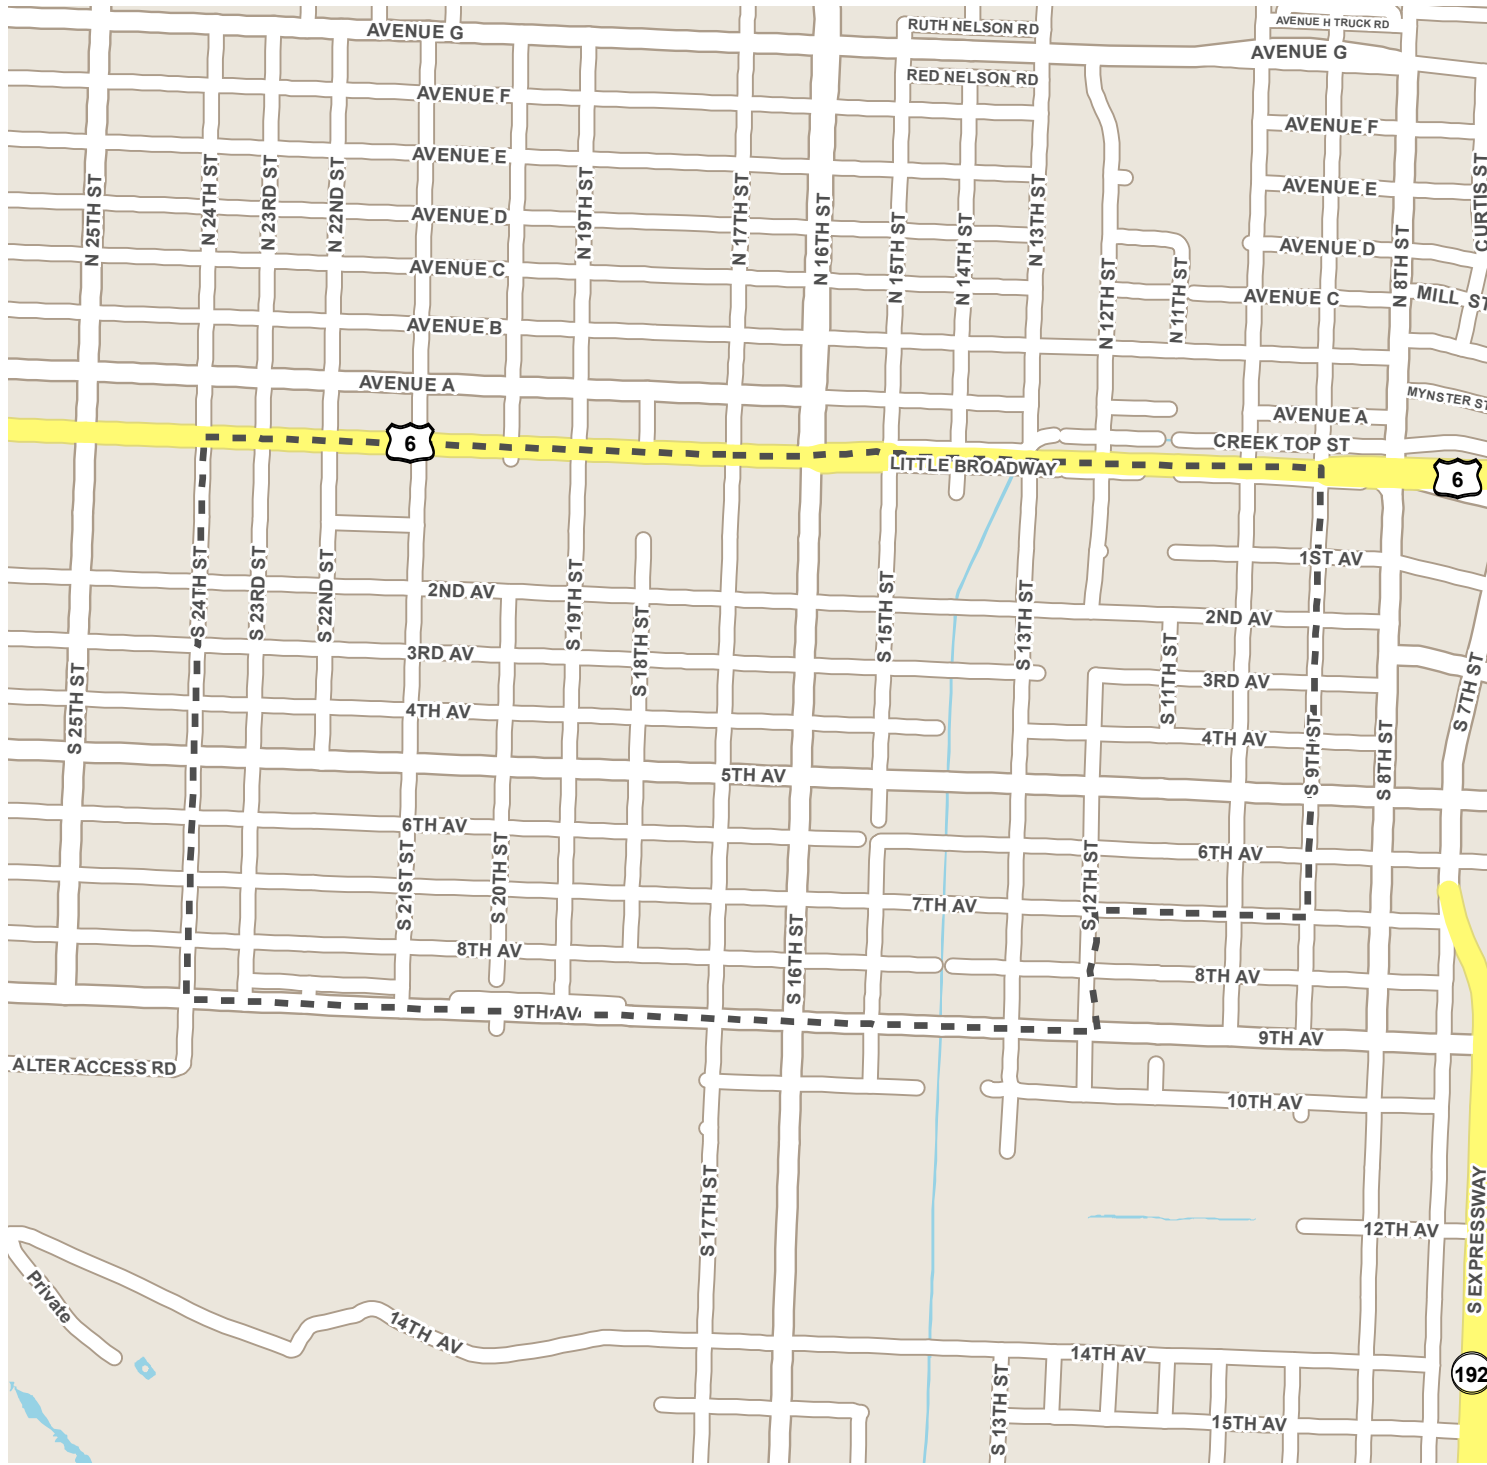 AVENUE G
RUTH NELSON RD
AVENUE H TRUCK RD
AVENUE G
RED NELSON RD
AVENUE F
AVENUE F
AVENUE E
AVENUE E
AVENUE D
AVENUE D
AVENUE C
AVENUE C
AVENUE B
AVENUE A
AVENUE A
N 25TH ST
N 24TH ST
N 23RD ST
N 22ND ST
N 19TH ST
N 17TH ST
N 16TH ST
N 15TH ST
N 14TH ST
N 13TH ST
N 12TH ST
N 11TH ST
N 8TH ST
CURTIS ST
MILL ST
MYNSTER ST
CREEK TOP ST
6
LITTLE BROADWAY
6
1ST AV
2ND AV
2ND AV
3RD AV
3RD AV
4TH AV
4TH AV
5TH AV
6TH AV
6TH AV
7TH AV
8TH AV
8TH AV
9TH AV
9TH AV
S 25TH ST
S 24TH ST
S 23RD ST
S 22ND ST
S 21ST ST
S 20TH ST
S 19TH ST
S 18TH ST
S 16TH ST
S 15TH ST
S 13TH ST
S 12TH ST
S 11TH ST
S 9TH ST
S 8TH ST
S 7TH ST
ALTER ACCESS RD
10TH AV
S 17TH ST
12TH AV
S EXPRESSWAY
Private
14TH AV
14TH AV
192
S 13TH ST
15TH AV